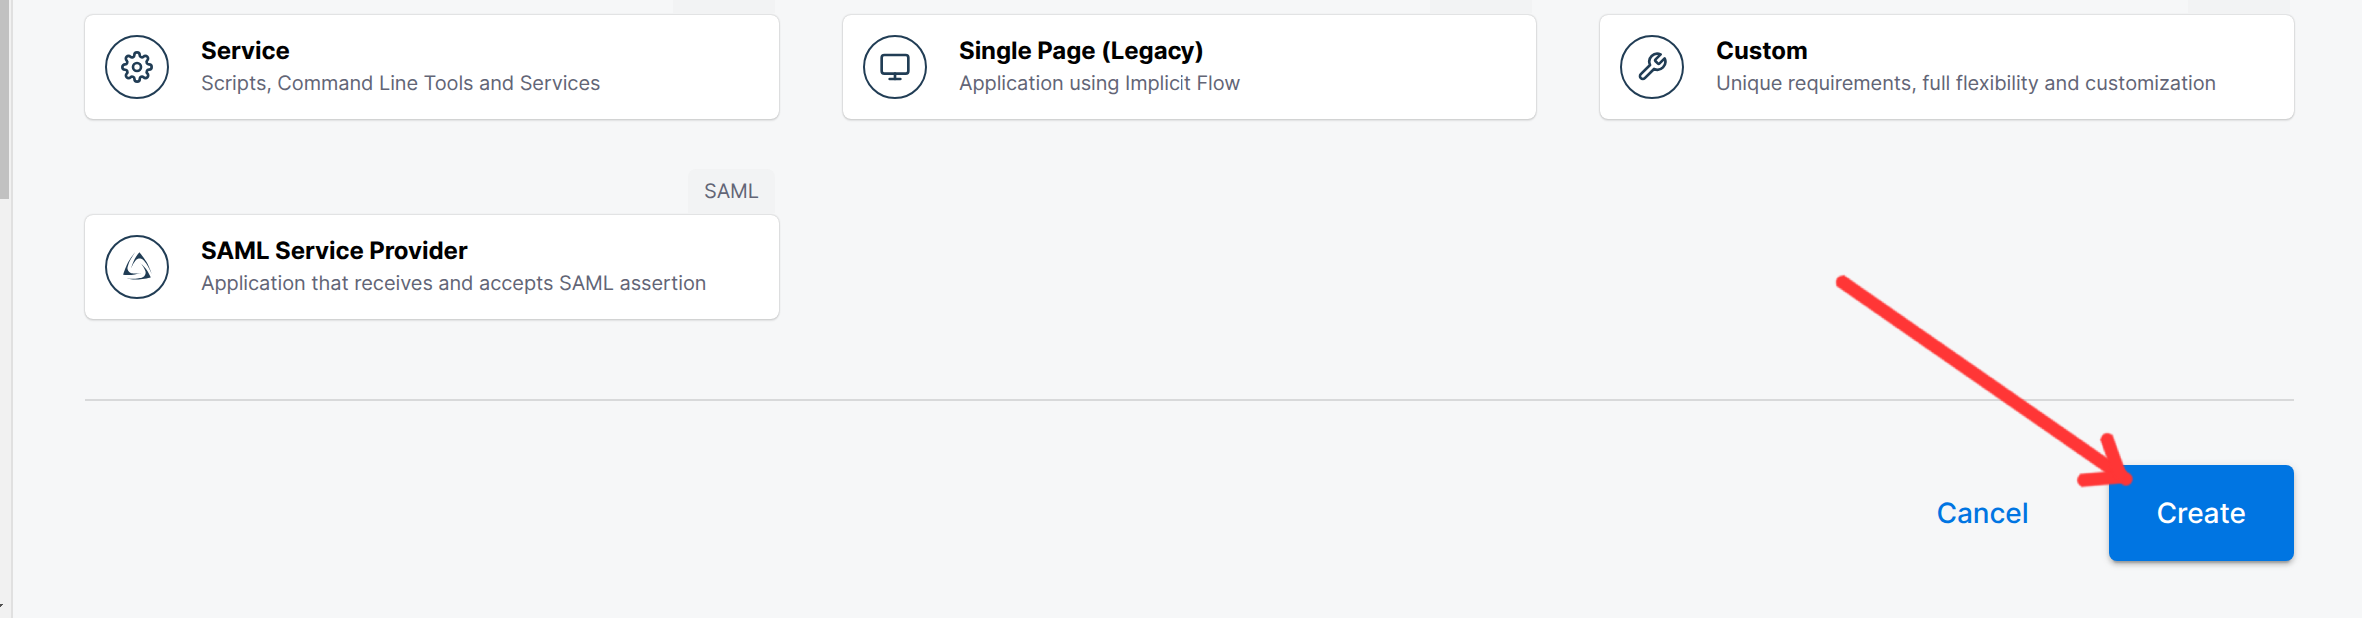 Service
Scripts, Command Line Tools and Services
Single Page (Legacy)
Application using Implicit Flow
Custom
Unique requirements, full flexibility and customization
SAML
SAML Service Provider
Application that receives and accepts SAML assertion
Cancel
Create